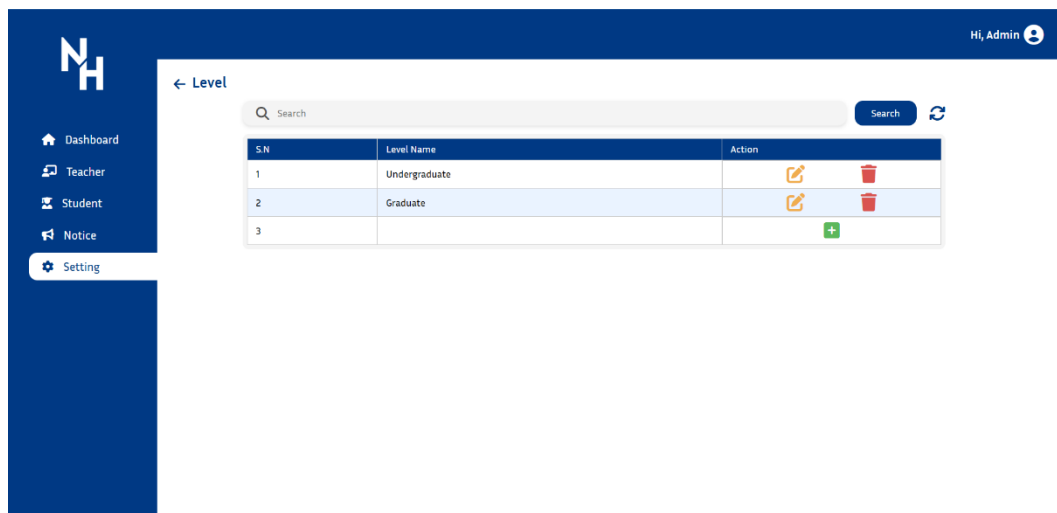 NH
Hi, Admin
← Level
Search
Search
Dashboard
Teacher
Student
Notice
Setting
S.N Level Name Action
1 Undergraduate
2 Graduate
3